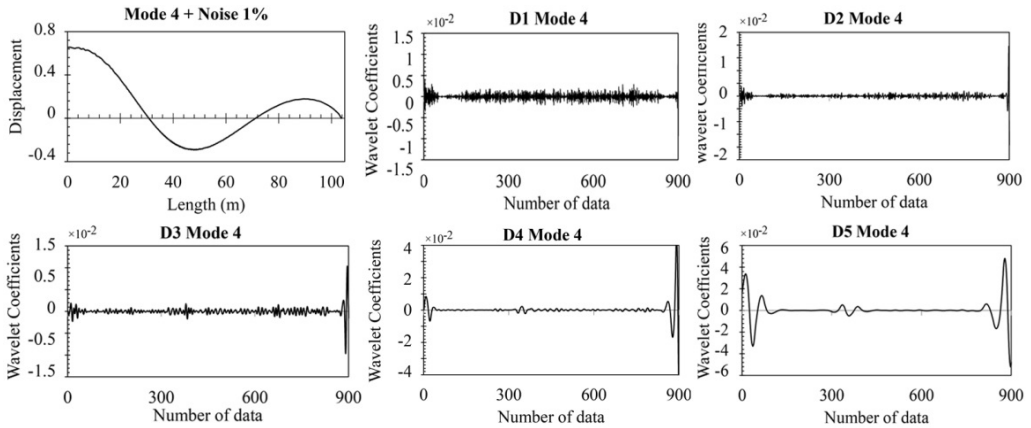 Mode 4 + Noise 1%
Displacement
0.8
0.4
0
-0.4
0 20 40 60 80 100
Length (m)
D1 Mode 4
×10⁻²
Wavelet Coefficients
1.5
1
0.5
0
-0.5
-1
-1.5
0 300 600 900
Number of data
D2 Mode 4
×10⁻²
Wavelet Coefficients
2
1
0
-1
-2
0 300 600 900
Number of data
D3 Mode 4
×10⁻²
Wavelet Coefficients
1.5
0.5
0
-0.5
-1.5
0 300 600 900
Number of data
D4 Mode 4
×10⁻²
Wavelet Coefficients
4
2
0
-2
-4
0 300 600 900
Number of data
D5 Mode 4
×10⁻²
Wavelet Coefficients
6
4
2
0
-2
-4
-6
0 300 600 900
Number of data